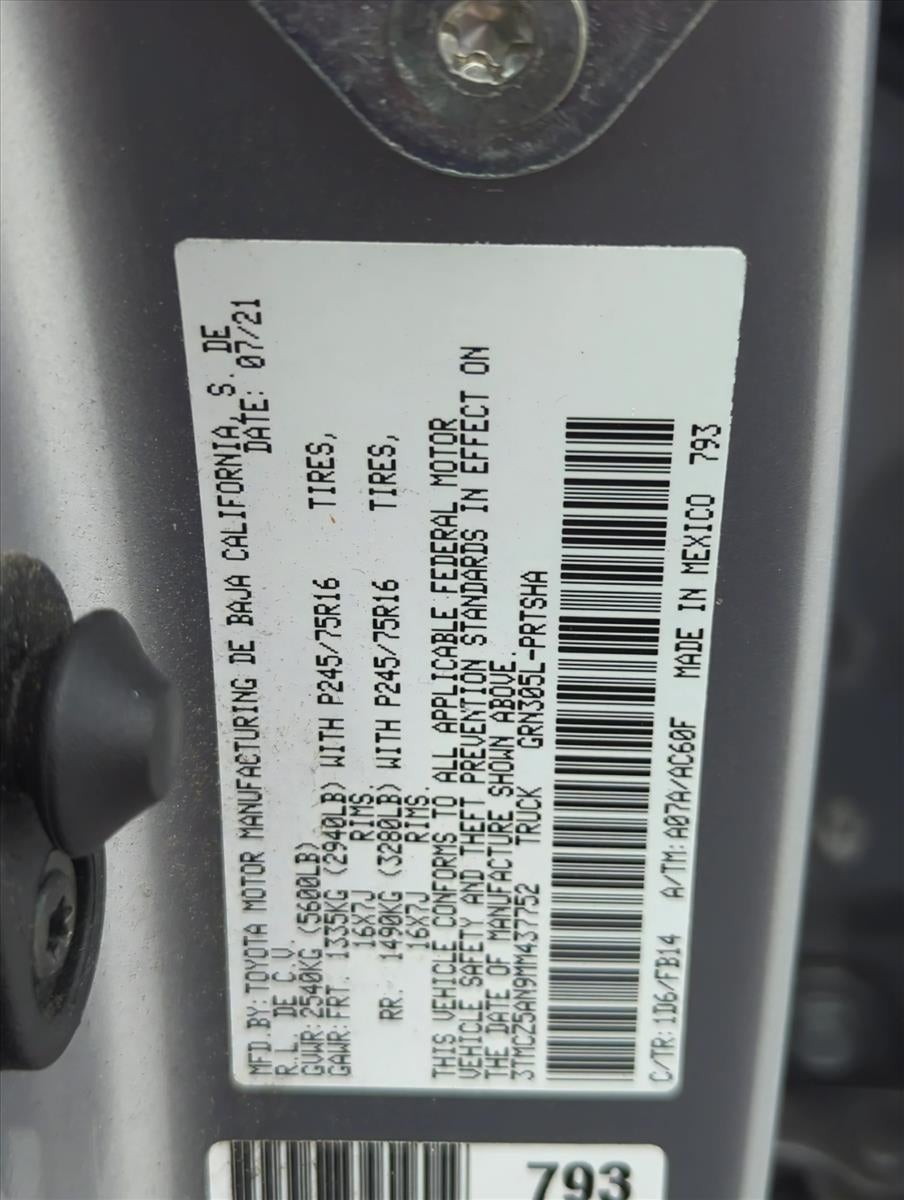 MFD.BY: TOYOTA MOTOR MANUFACTURING DE BAJA CALIFORNIA, S. DE
R.L. DE C.V. DATE: 07/21
GVWR: 2540KG (5600LB)
GAWR:FRT. 1335KG (2940LB) WITH P245/75R16 TIRES,
16X7J RIMS.
RR. 1490KG (3280LB) WITH P245/75R16 TIRES,
16X7J RIMS.
THIS VEHICLE CONFORMS TO ALL APPLICABLE FEDERAL MOTOR
VEHICLE SAFETY AND THEFT PREVENTION STANDARDS IN EFFECT ON
THE DATE OF MANUFACTURE SHOWN ABOVE.
3TMCZ5AN9MM437752 TRUCK GRN305L-PRTSHA
C/TR: 1D6/FB14 A/TM: A07A/AC60F MADE IN MEXICO 793
793